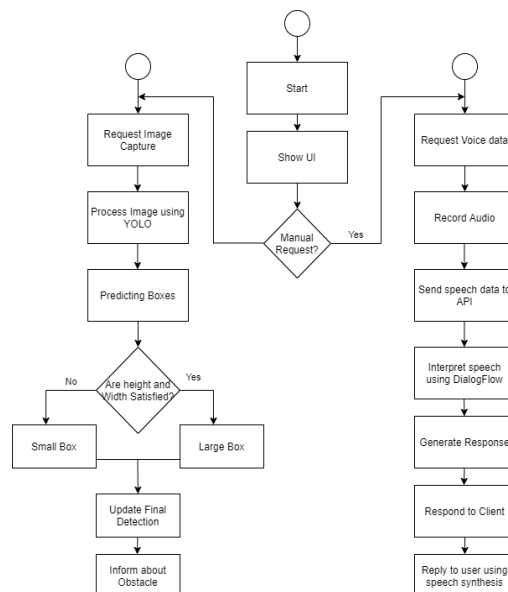 Start
Show UI
Manual
Request?
Yes
Request Image
Capture
Process Image using
YOLO
Predicting Boxes
Are height and
Width Satisfied?
No
Yes
Small Box
Large Box
Update Final
Detection
Inform about
Obstacle
Request Voice data
Record Audio
Send speech data to
API
Interpret speech
using DialogFlow
Generate Response
Respond to Client
Reply to user using
speech synthesis